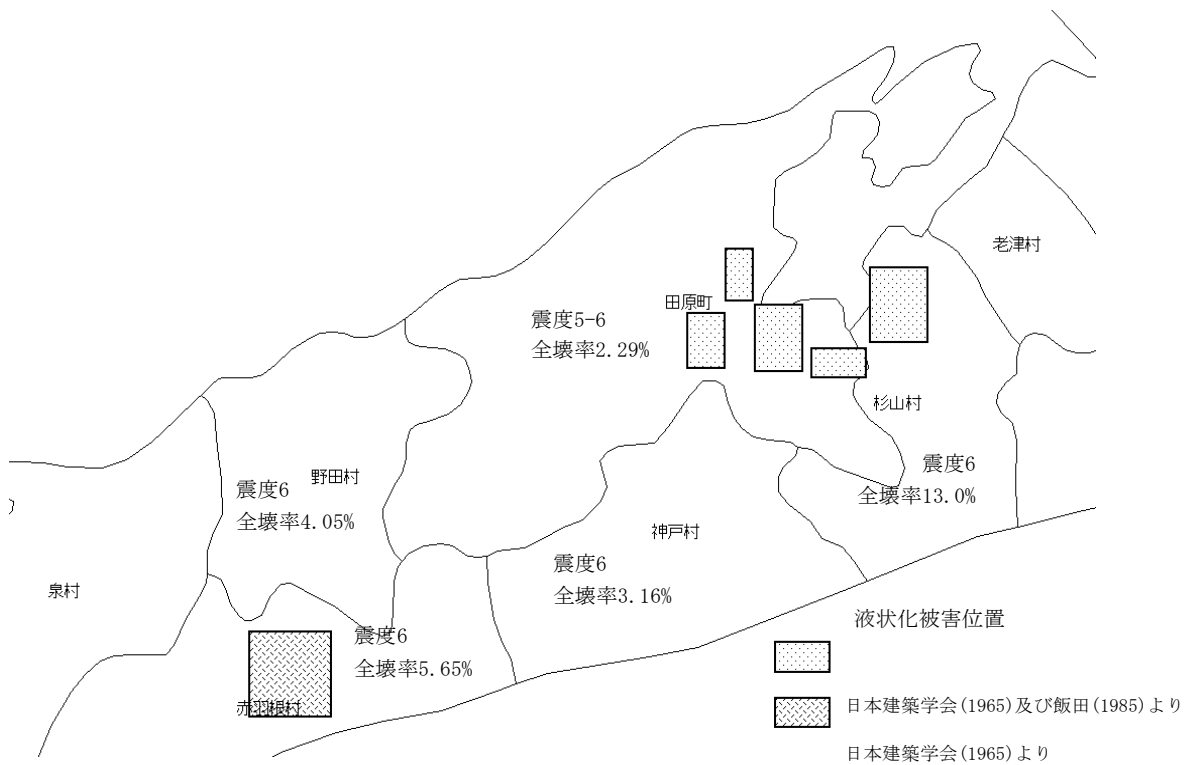 老津村
田原町
震度5-6
全壊率2.29%
杉山村
震度6
全壊率13.0%
野田村
震度6
全壊率4.05%
神戸村
震度6
全壊率3.16%
泉村
震度6
全壊率5.65%
赤羽根村
液状化被害位置
日本建築学会(1965)及び飯田(1985)より
日本建築学会(1965)より